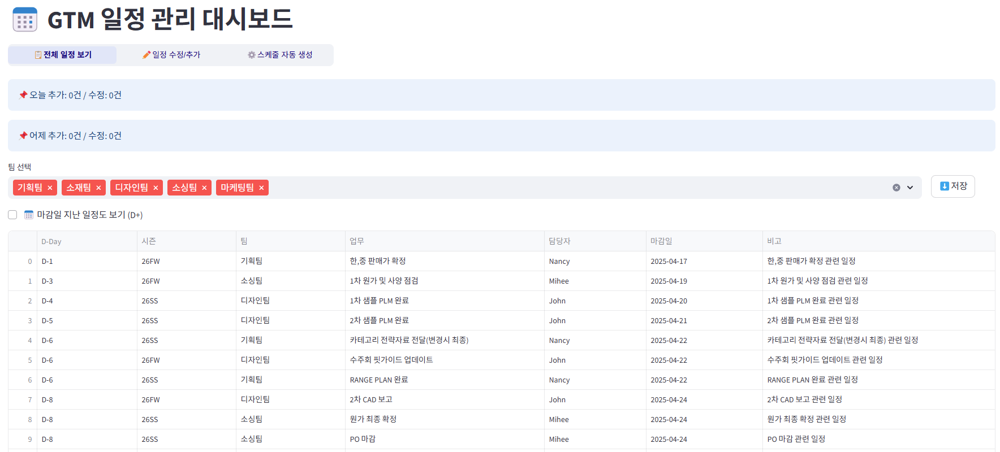 GTM 일정 관리 대시보드
전체 일정 보기 일정 수정/추가 스케줄 자동 생성
오늘 추가: 0건 / 수정: 0건
어제 추가: 0건 / 수정: 0건
팀 선택
기획팀 × 소재팀 × 디자인팀 × 소싱팀 × 마케팅팀 × 저장
마감일 지난 일정도 보기 (D+)
D-Day 시즌 팀 업무 담당자 마감일 비고
0 D-1 26FW 기획팀 한,중 판매가 확정 Nancy 2025-04-17 한,중 판매가 확정 관련 일정
1 D-3 26FW 소싱팀 1차 원가 및 사양 점검 Mihee 2025-04-19 1차 원가 및 사양 점검 관련 일정
2 D-4 26SS 디자인팀 1차 샘플 PLM 완료 John 2025-04-20 1차 샘플 PLM 완료 관련 일정
3 D-5 26SS 디자인팀 2차 샘플 PLM 완료 John 2025-04-21 2차 샘플 PLM 완료 관련 일정
4 D-6 26SS 기획팀 카테고리 전략자료 전달(변경시 최종) Nancy 2025-04-22 카테고리 전략자료 전달(변경시 최종) 관련 일정
5 D-6 26FW 디자인팀 수주회 핏가이드 업데이트 John 2025-04-22 수주회 핏가이드 업데이트 관련 일정
6 D-6 26SS 기획팀 RANGE PLAN 완료 Nancy 2025-04-22 RANGE PLAN 완료 관련 일정
7 D-8 26FW 디자인팀 2차 CAD 보고 John 2025-04-24 2차 CAD 보고 관련 일정
8 D-8 26SS 소싱팀 원가 최종 확정 Mihee 2025-04-24 원가 최종 확정 관련 일정
9 D-8 26SS 소싱팀 PO 마감 Mihee 2025-04-24 PO 마감 관련 일정